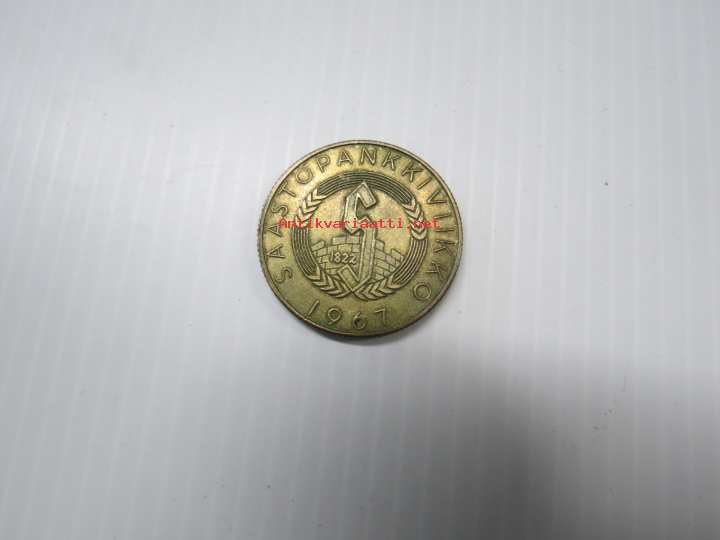 SÄÄSTÖPANKKIVIIKKO
Antikvariaatti.net
1822
1967